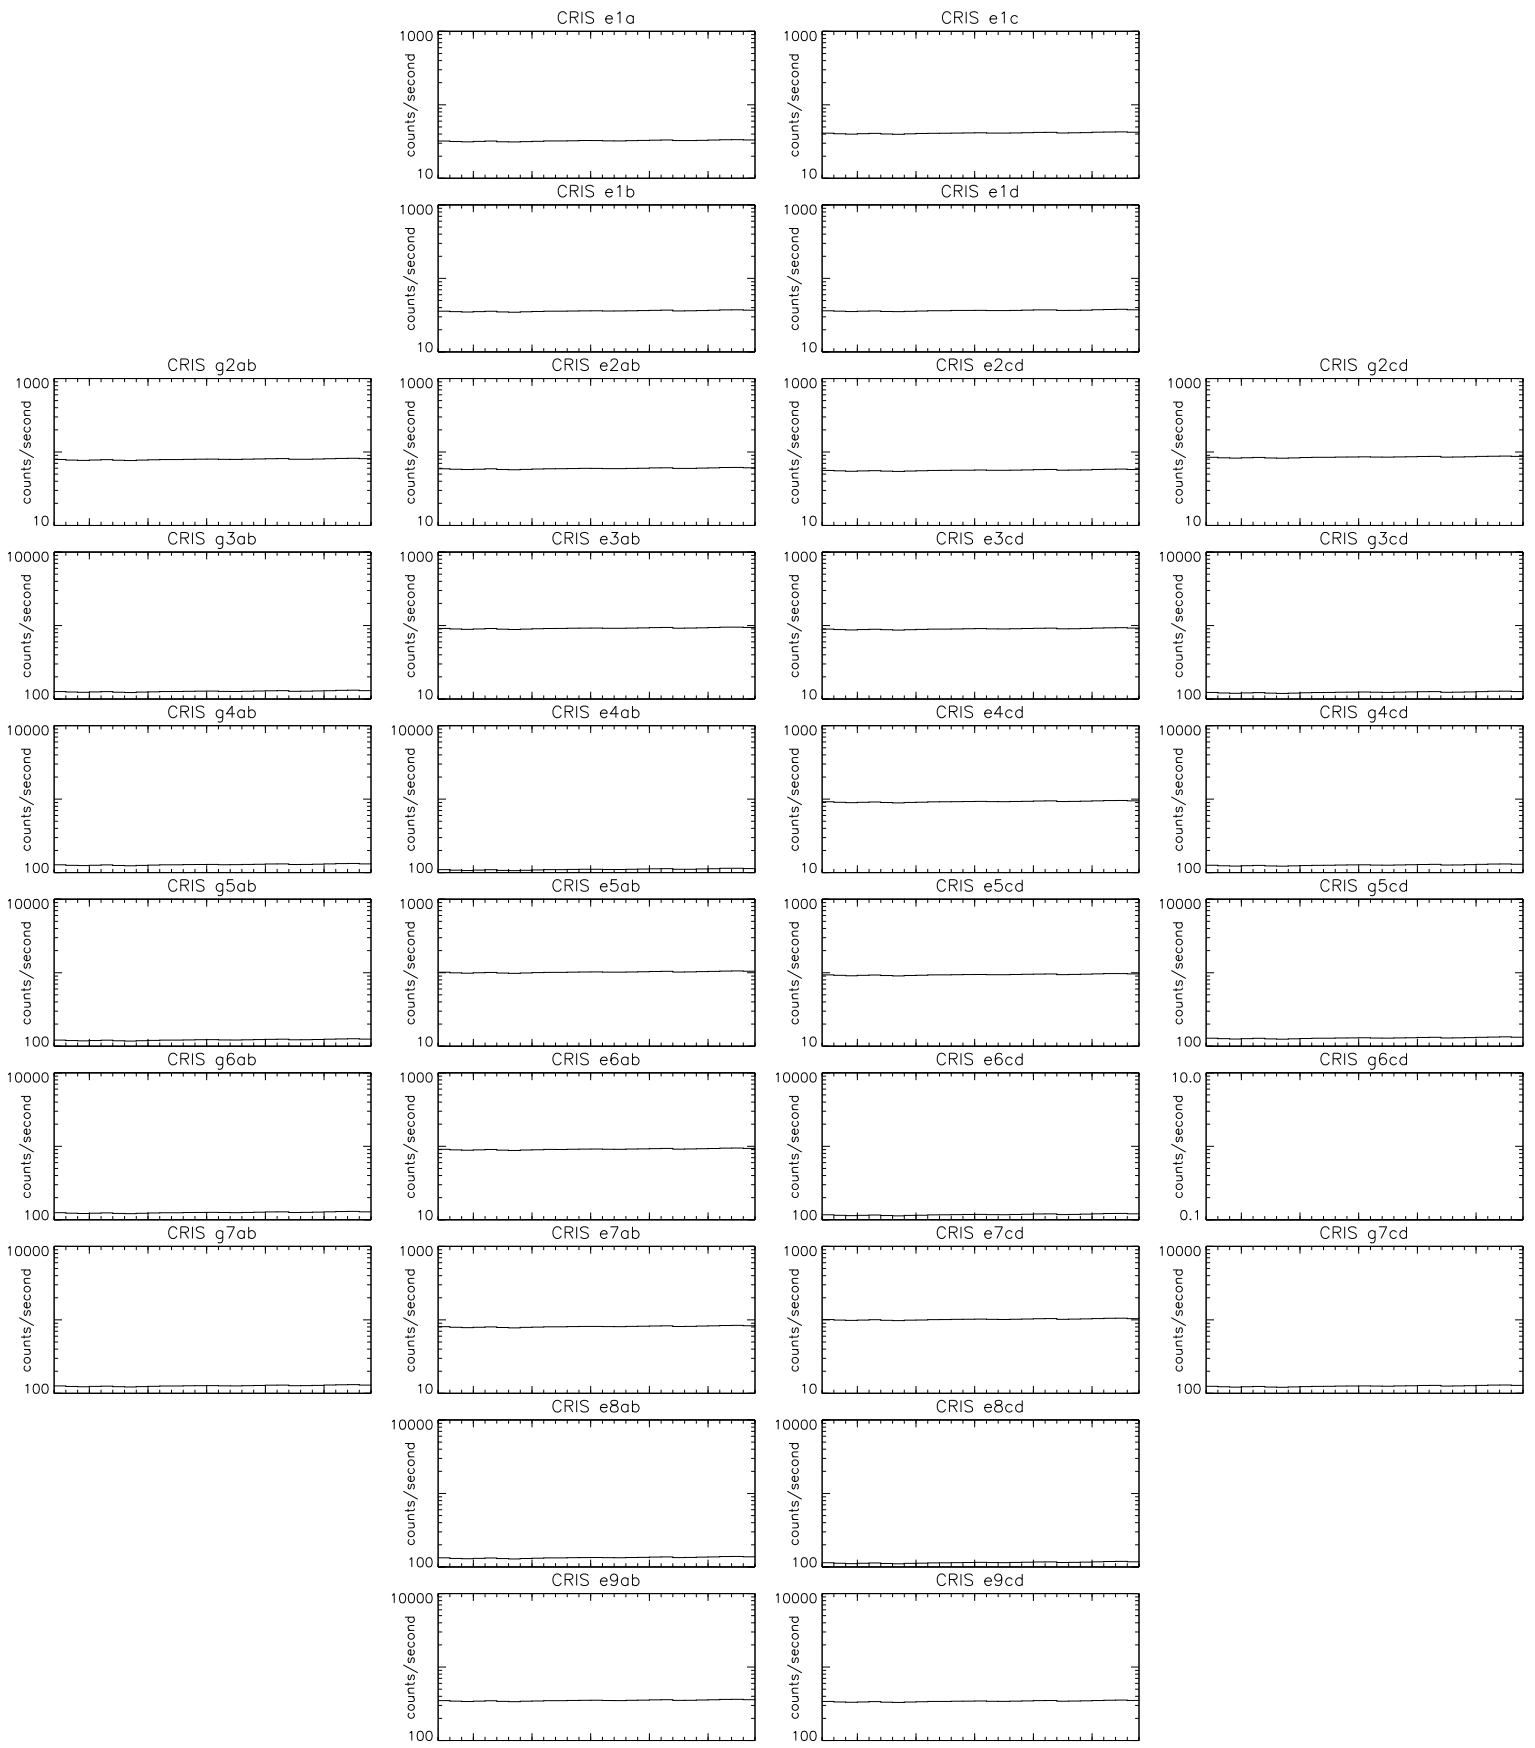 CRIS e1a
CRIS e1c
1000
counts/second
10
1000
counts/second
10
CRIS e1b
CRIS e1d
1000
counts/second
10
1000
counts/second
10
CRIS g2ab
CRIS e2ab
CRIS e2cd
CRIS g2cd
1000
counts/second
10
1000
counts/second
10
1000
counts/second
10
1000
counts/second
10
CRIS g3ab
CRIS e3ab
CRIS e3cd
CRIS g3cd
10000
counts/second
100
1000
counts/second
10
1000
counts/second
10
10000
counts/second
100
CRIS g4ab
CRIS e4ab
CRIS e4cd
CRIS g4cd
10000
counts/second
100
10000
counts/second
100
1000
counts/second
10
10000
counts/second
100
CRIS g5ab
CRIS e5ab
CRIS e5cd
CRIS g5cd
10000
counts/second
100
1000
counts/second
10
1000
counts/second
10
10000
counts/second
100
CRIS g6ab
CRIS e6ab
CRIS e6cd
CRIS g6cd
10000
counts/second
100
1000
counts/second
10
10000
counts/second
100
10.0
counts/second
0.1
CRIS g7ab
CRIS e7ab
CRIS e7cd
CRIS g7cd
10000
counts/second
100
1000
counts/second
10
1000
counts/second
10
10000
counts/second
100
CRIS e8ab
CRIS e8cd
10000
counts/second
100
10000
counts/second
100
CRIS e9ab
CRIS e9cd
10000
counts/second
100
10000
counts/second
100